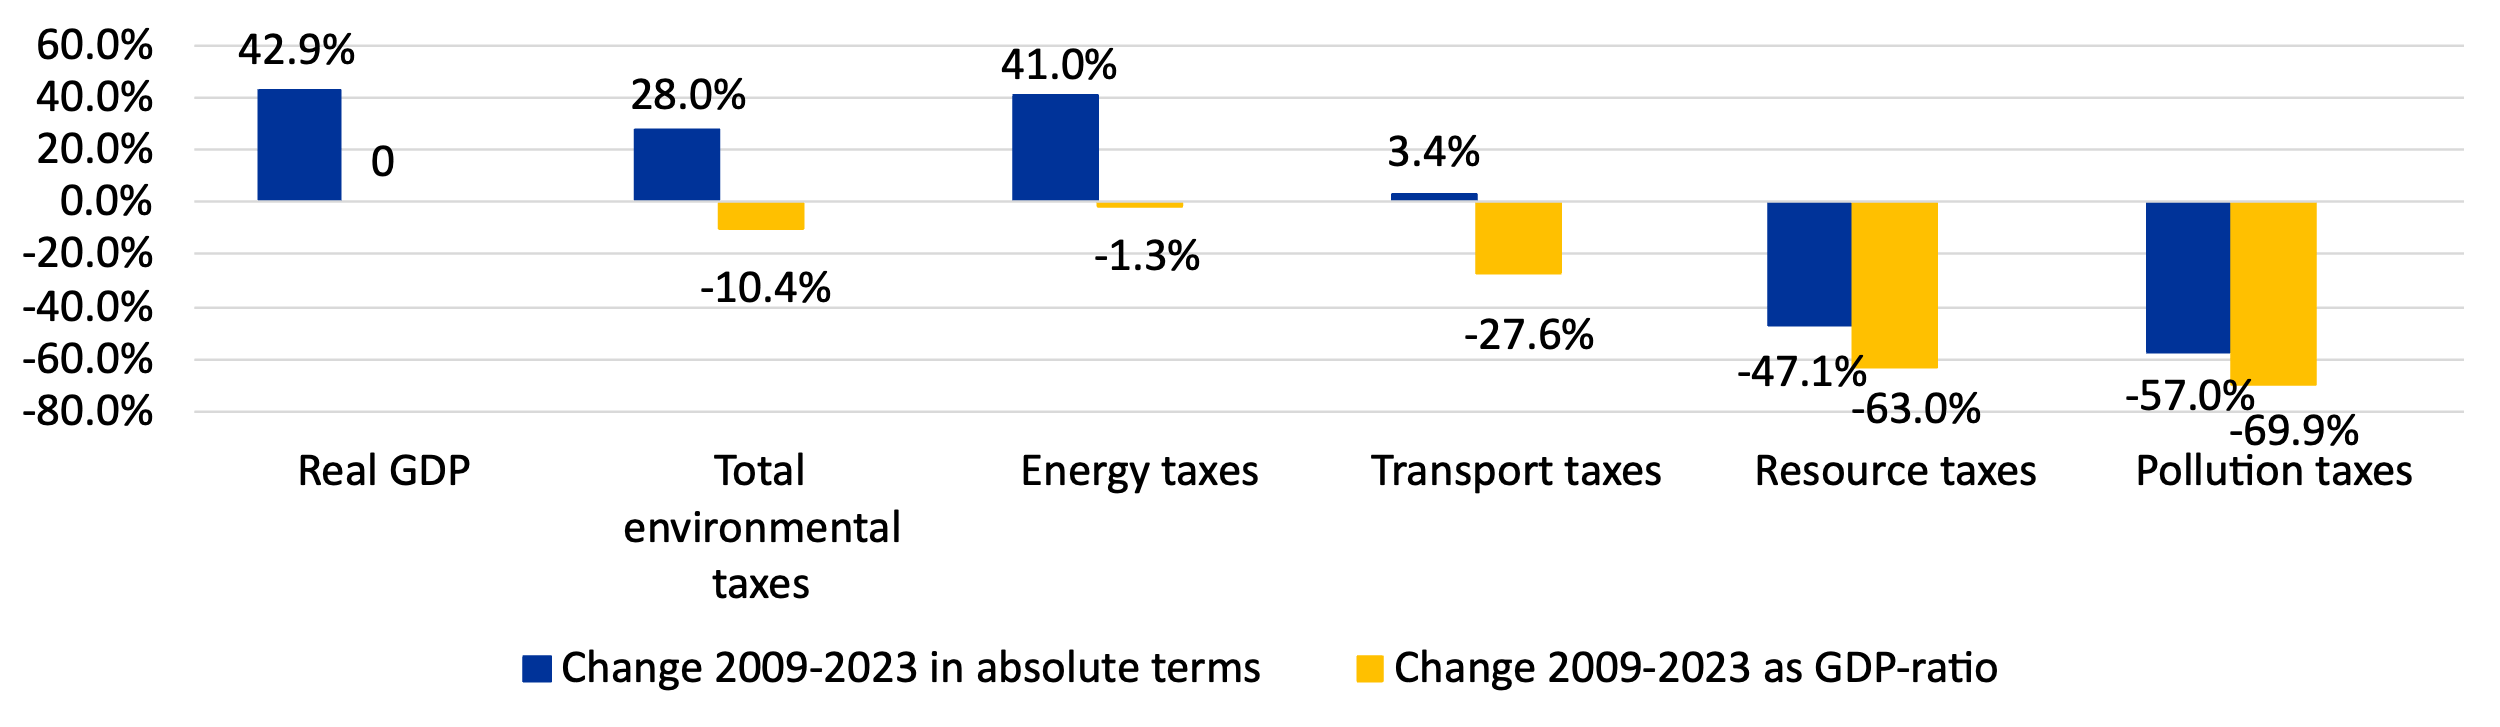 60.0%
40.0%
20.0%
0.0%
-20.0%
-40.0%
-60.0%
-80.0%
42.9%
0
28.0%
-10.4%
41.0%
-1.3%
3.4%
-27.6%
-47.1%
-63.0%
-57.0%
-69.9%
Real GDP
Total
environmental
taxes
Energy taxes
Transport taxes
Resource taxes
Pollution taxes
Change 2009-2023 in absolute terms
Change 2009-2023 as GDP-ratio